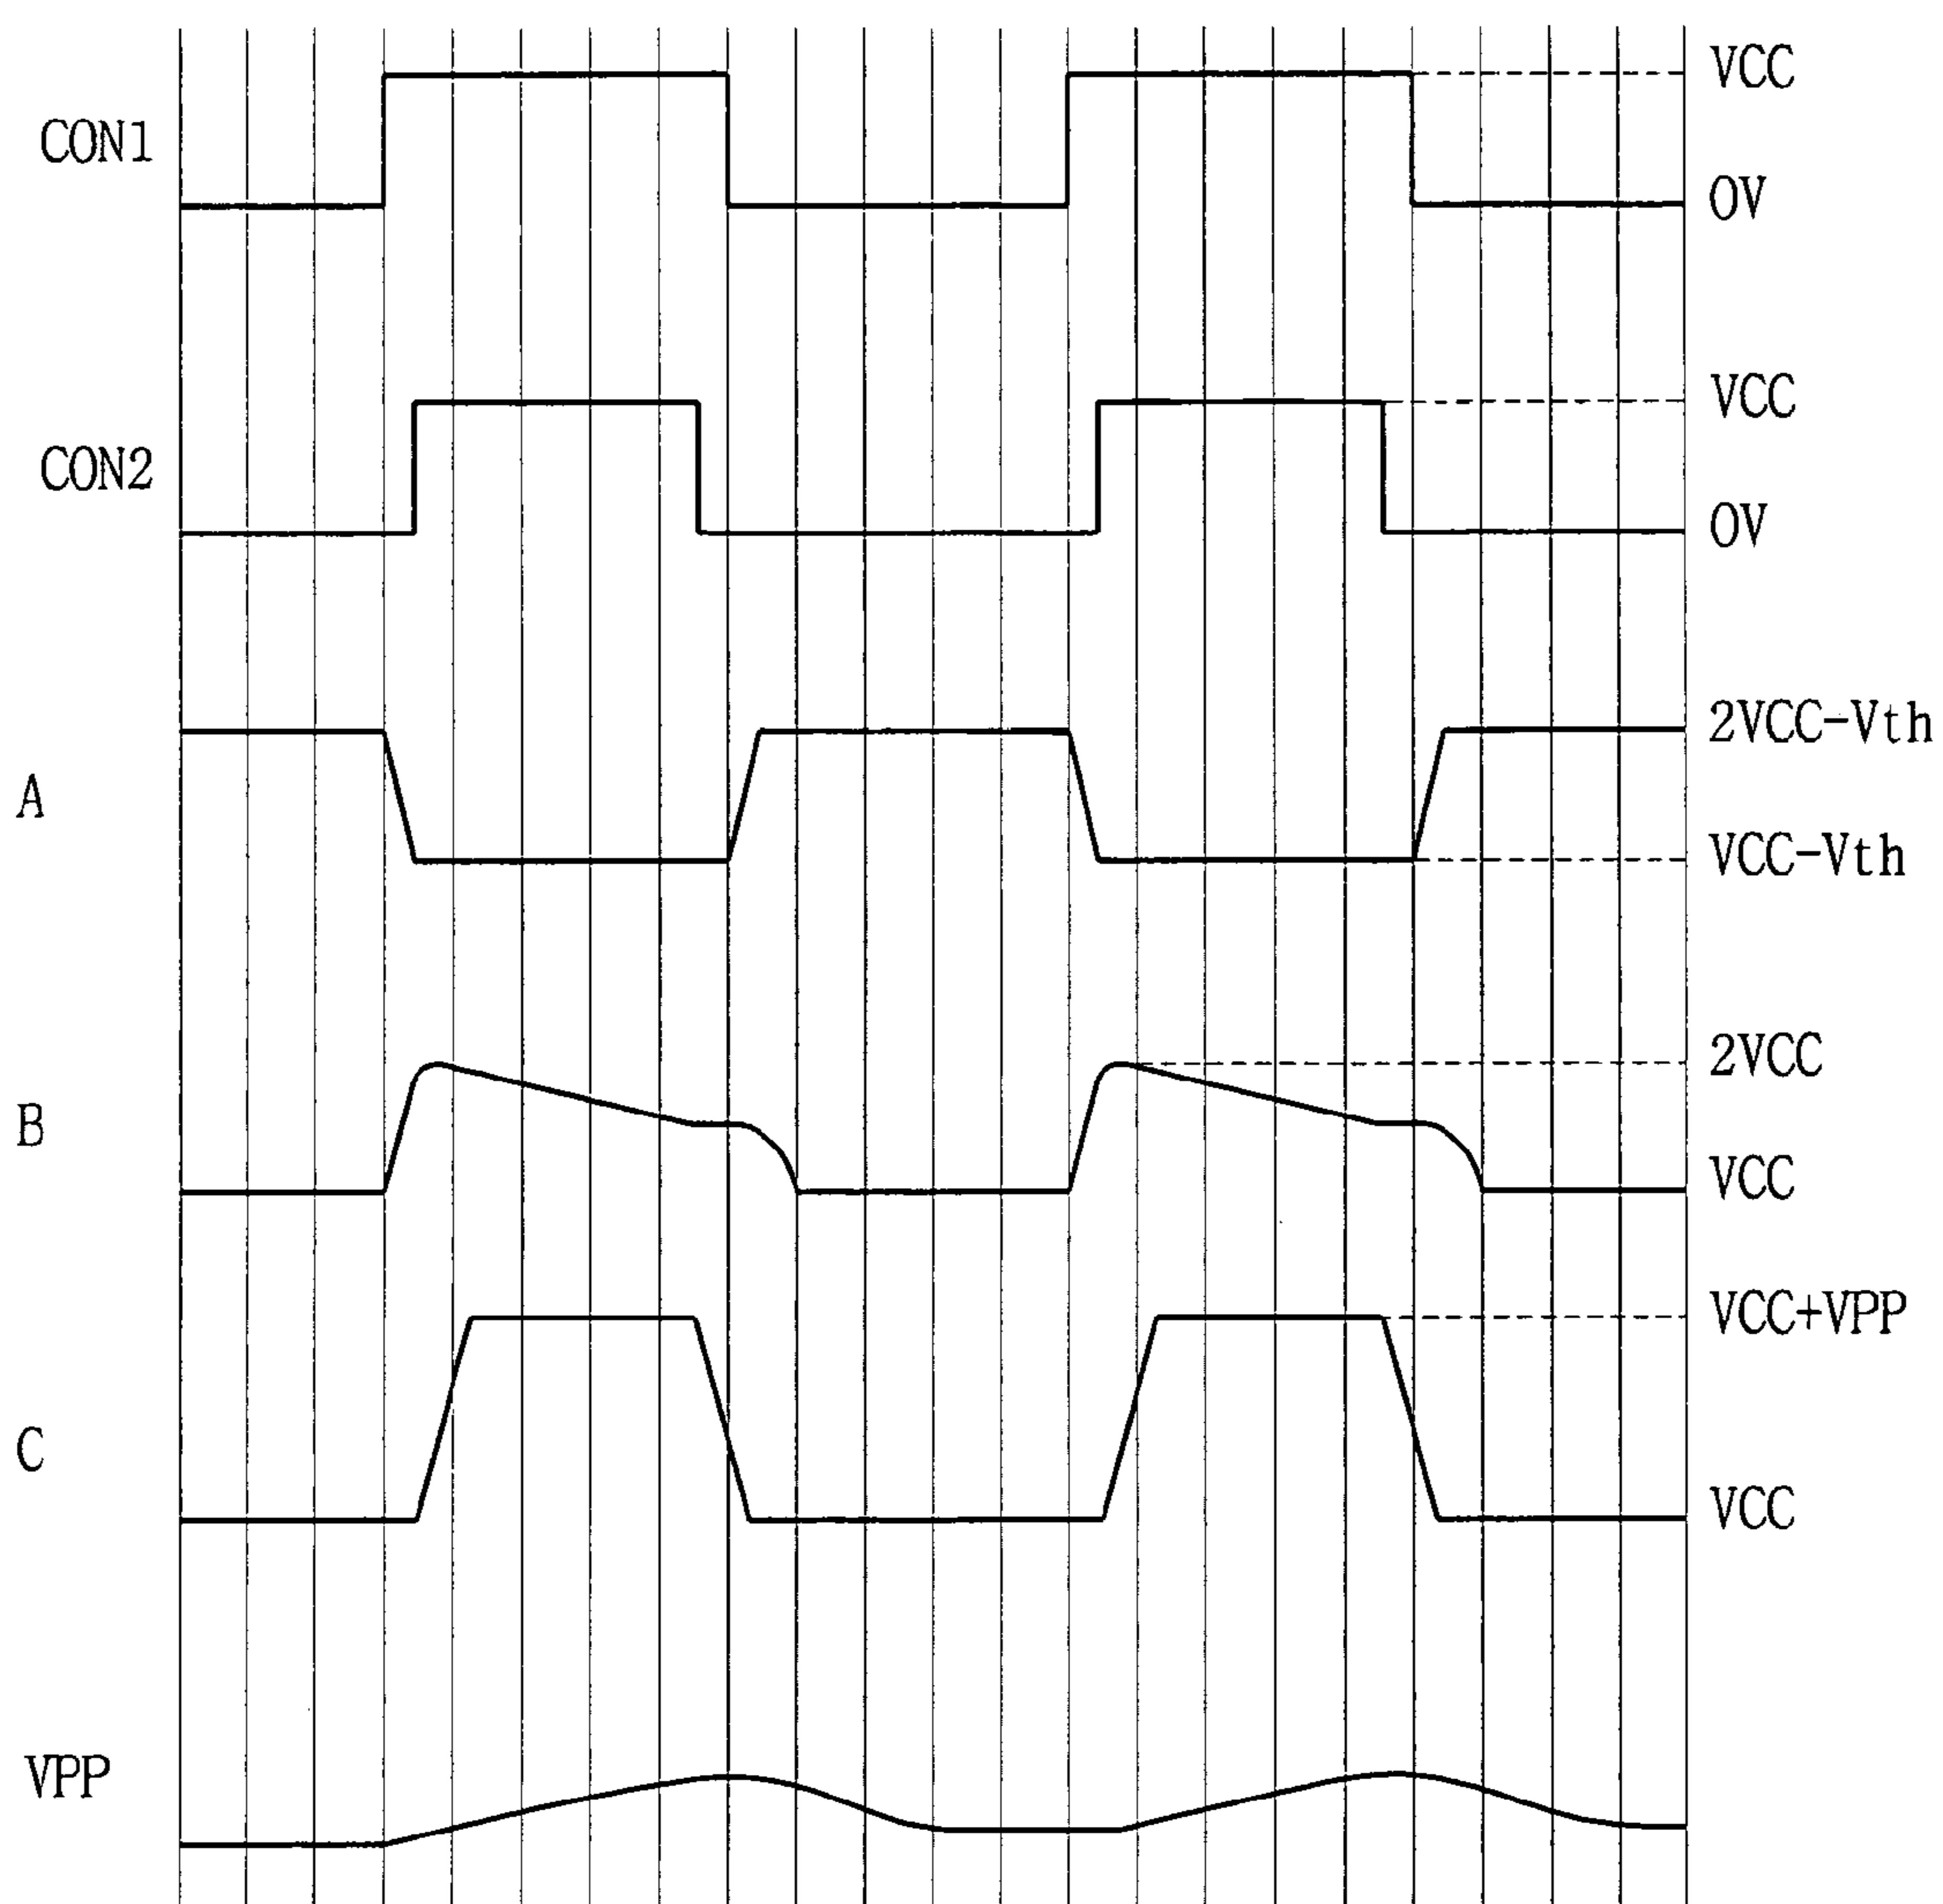 VCC
CON1
0V
VCC
CON2
0V
2VCC-Vth
A
VCC-Vth
2VCC
B
VCC
VCC+VPP
C
VCC
VPP